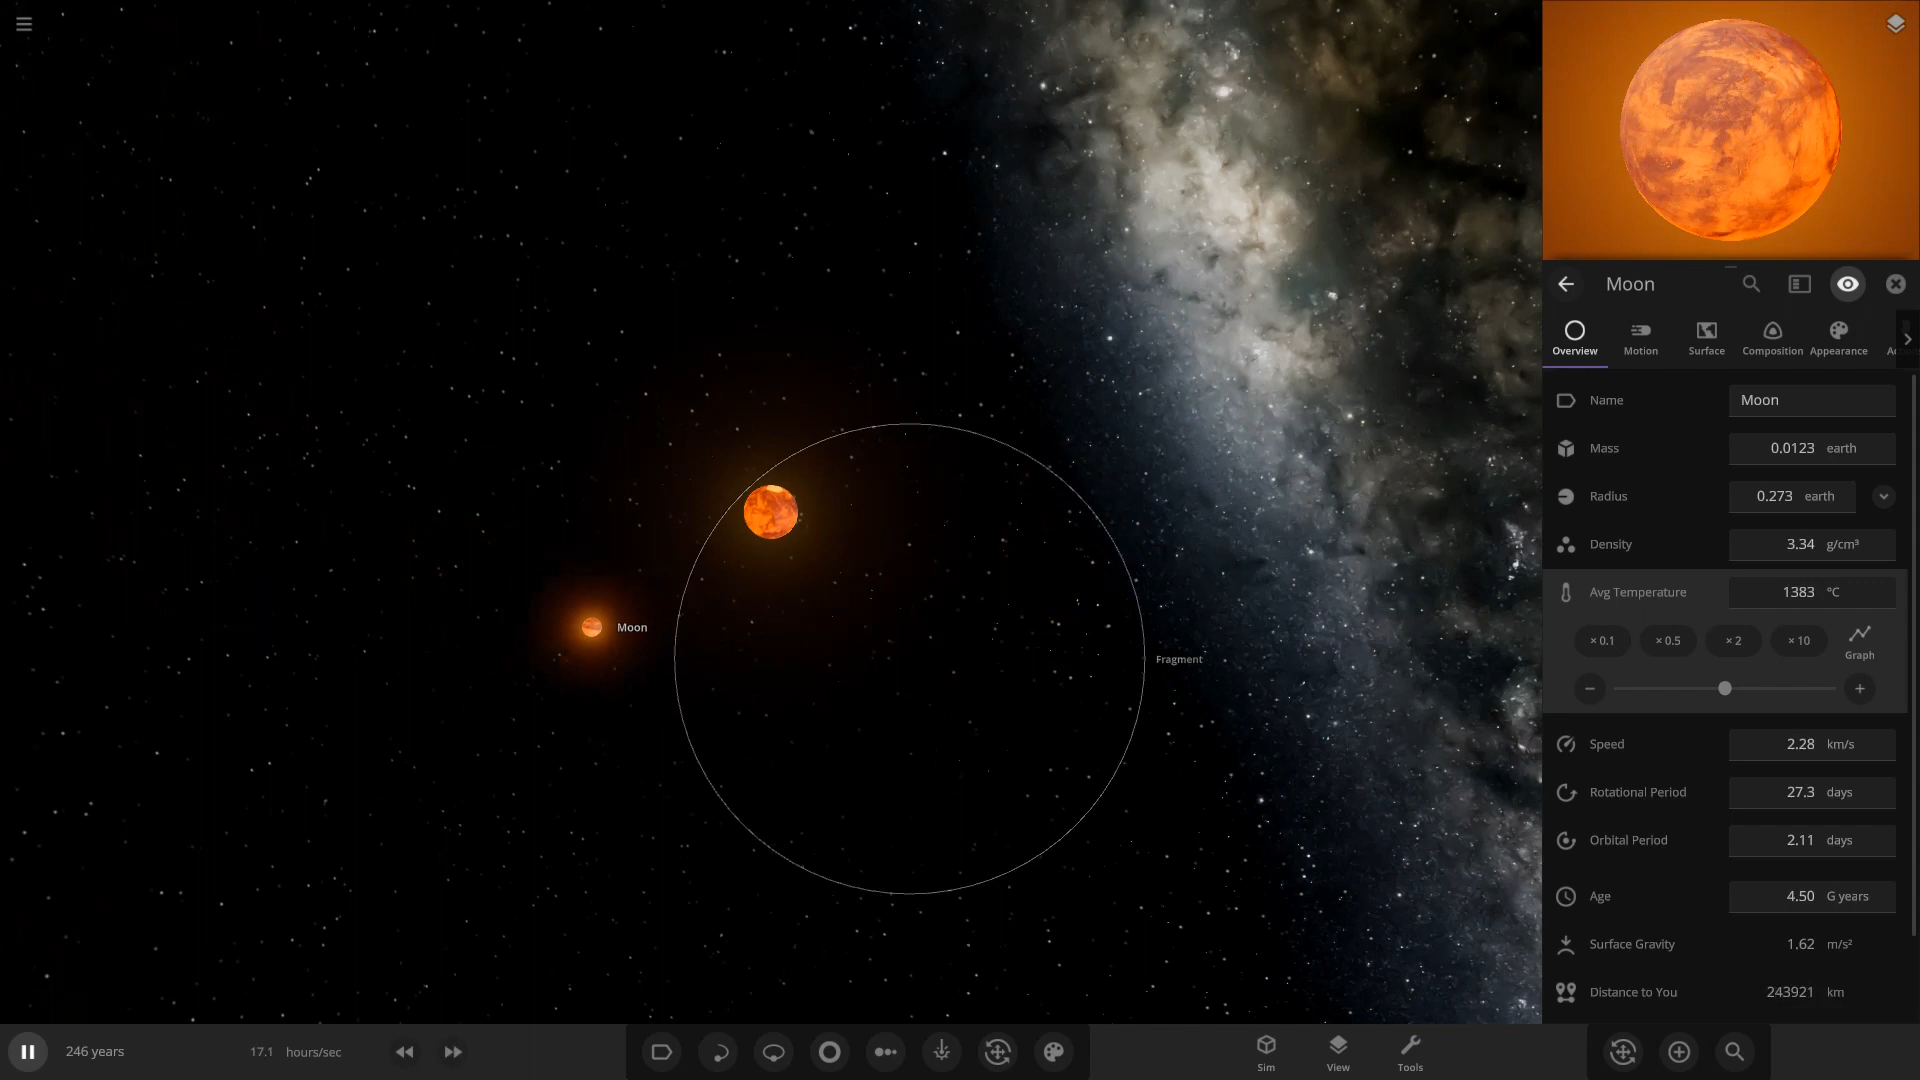 Moon
Overview
Motion
Surface
Composition
Appearance
Name Moon
Mass 0.0123 earth
Radius 0.273 earth
Density 3.34 g/cm³
Avg Temperature 1383 °C
× 0.1 × 0.5 × 2 × 10
Graph
Speed 2.28 km/s
Rotational Period 27.3 days
Orbital Period 2.11 days
Age 4.50 G years
Surface Gravity 1.62 m/s²
Distance to You 243921 km
Moon
Fragment
246 years
17.1 hours/sec
Sim
View
Tools